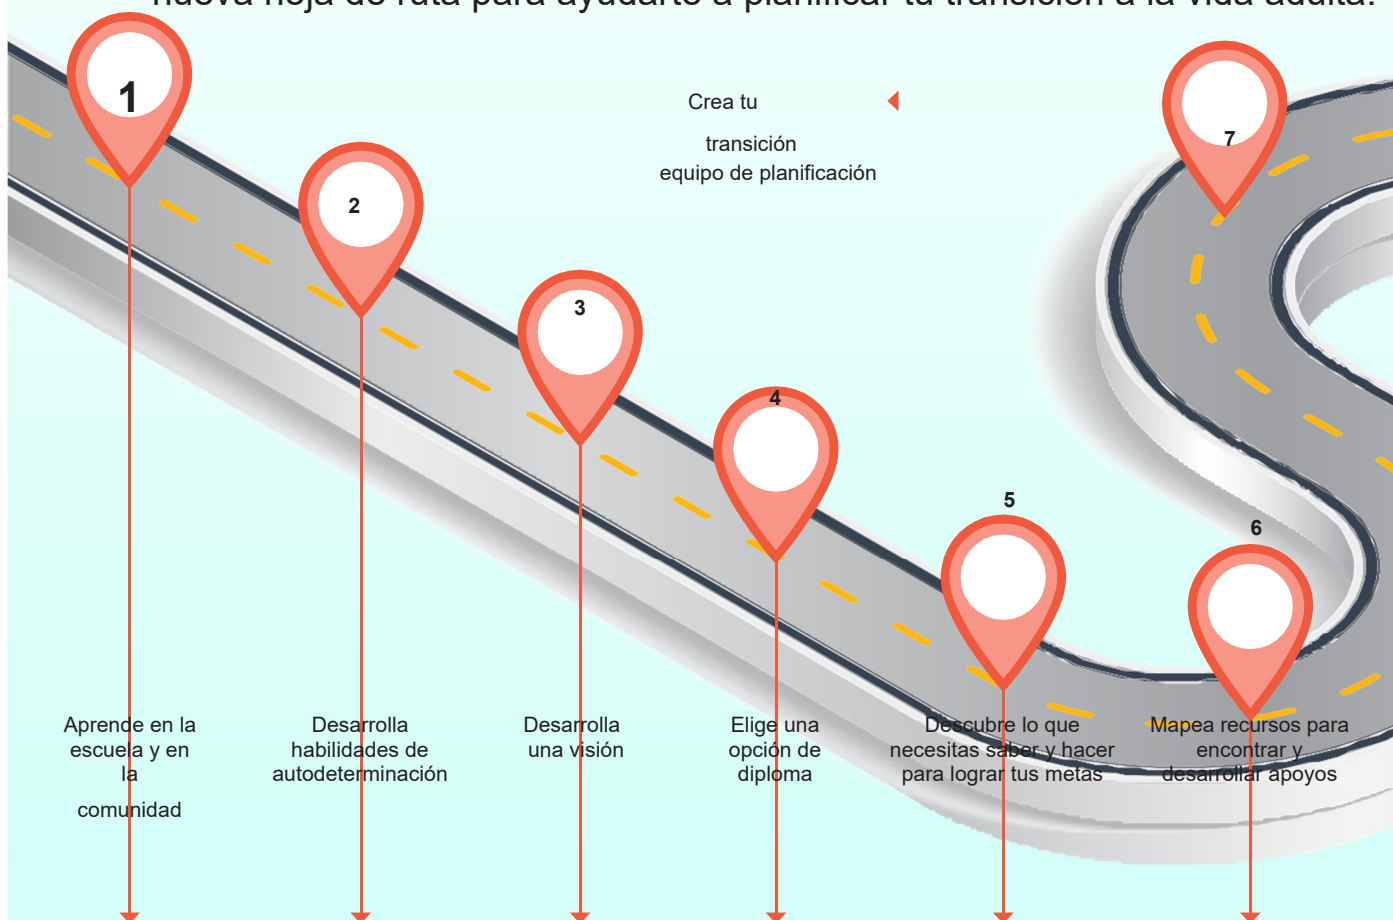 nueva hoja de ruta para ayudarte a planificar tu transición a la vida adulta.
1
2
3
4
5
6
7
Crea tu
transición
equipo de planificación
Aprende en la
escuela y en
la
comunidad
Desarrolla
habilidades de
autodeterminación
Desarrolla
una visión
Elige una
opción de
diploma
Descubre lo que
necesitas saber y hacer
para lograr tus metas
Mapea recursos para
encontrar y
desarrollar apoyos